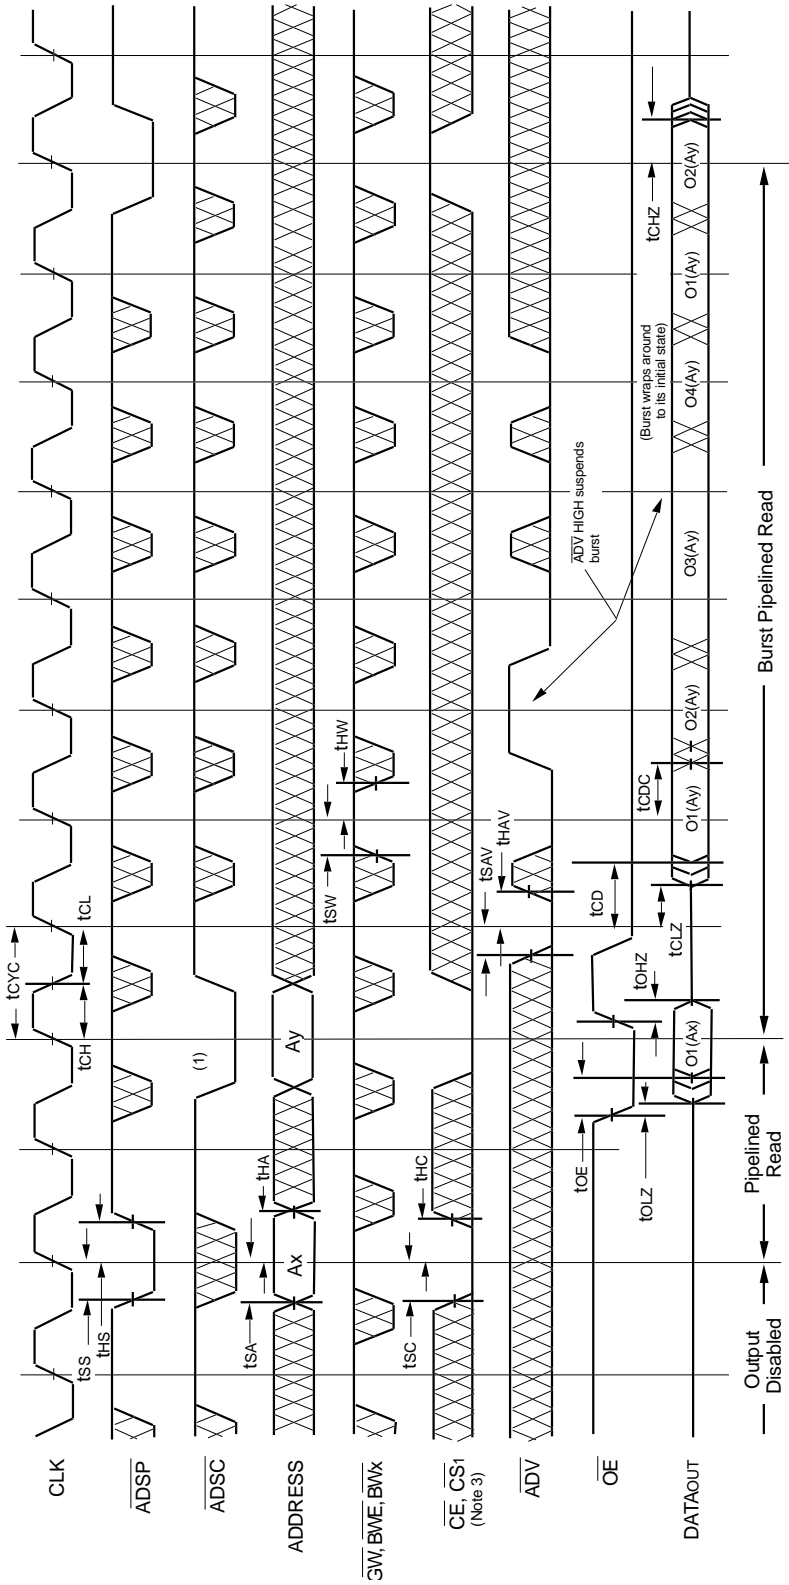 CLK
tCYC
tCH
tCL
tSS
tHS
ADSP
ADSC
(1)
ADDRESS
tSA
tHA
Ax
Ay
GW, BWE, BWx
tSW
tHW
CE, CS1
(Note 3)
tSC
tHC
ADV
tSAV
tHAV
ADV HIGH suspends
burst
OE
tOE
tOHZ
tCD
tOLZ
tCLZ
tCDC
(Burst wraps around
to its initial state)
tCHZ
DATAOUT
O1(Ax)
O1(Ay)
O2(Ay)
O3(Ay)
O4(Ay)
O1(Ay)
O2(Ay)
Output
Disabled
Pipelined
Read
Burst Pipelined Read